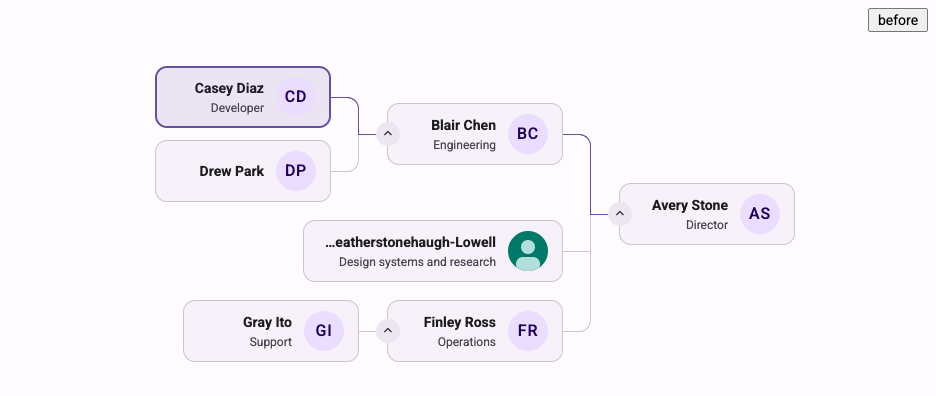 before
Casey Diaz
Developer
CD
Drew Park
DP
Blair Chen
Engineering
BC
Avery Stone
Director
AS
…eatherstonehaugh-Lowell
Design systems and research
Gray Ito
Support
GI
Finley Ross
Operations
FR